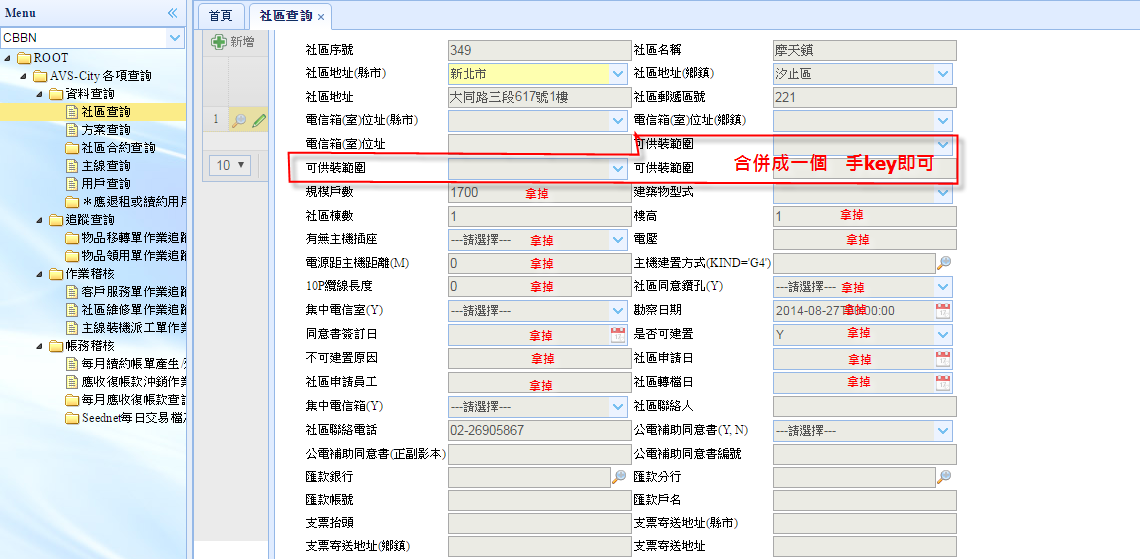 Menu
CBBN
ROOT
AVS-City 各項查詢
資料查詢
社區查詢
方案查詢
社區合約查詢
主線查詢
用戶查詢
＊應退租或續約用戶
追蹤查詢
物品移轉單作業追蹤
物品領用單作業追蹤
作業稽核
客戶服務單作業追蹤
社區維修單作業追蹤
主線裝機派工單作業
帳務稽核
每月續約帳單產生
應收復帳款沖銷作業
每月應收復帳款查詢
Seednet每日交易檔
首頁 社區查詢 ×
新增
1
10
社區序號 349 社區名稱 摩天鎮
社區地址(縣市) 新北市 社區地址(鄉鎮) 汐止區
社區地址 大同路三段617號1樓 社區郵遞區號 221
電信箱(室)位址(縣市) 電信箱(室)位址(鄉鎮)
電信箱(室)位址 可供裝範圍
可供裝範圍 可供裝範圍 含併成一個 手key即可
規模戶數 1700 拿掉 建築物型式
社區棟數 1 樓高 1 拿掉
有無主機插座 ---請選擇--- 拿掉 電壓 拿掉
電源距主機距離(M) 0 拿掉 主機建置方式(KIND='G4')
10P纜線長度 0 拿掉 社區同意鑽孔(Y) ---請選擇--- 拿掉
集中電信室(Y) ---請選擇--- 勘察日期 2014-08-27T00:00:00 拿掉
同意書簽訂日 拿掉 是否可建置 Y 拿掉
不可建置原因 拿掉 社區申請日 拿掉
社區申請員工 拿掉 社區轉檔日 拿掉
集中電信箱(Y) ---請選擇--- 社區聯絡人
社區聯絡電話 02-26905867 公電補助同意書(Y, N) ---請選擇---
公電補助同意書(正副影本) 公電補助同意書編號
匯款銀行 匯款分行
匯款帳號 匯款戶名
支票抬頭 支票寄送地址(縣市)
支票寄送地址(鄉鎮) 支票寄送地址